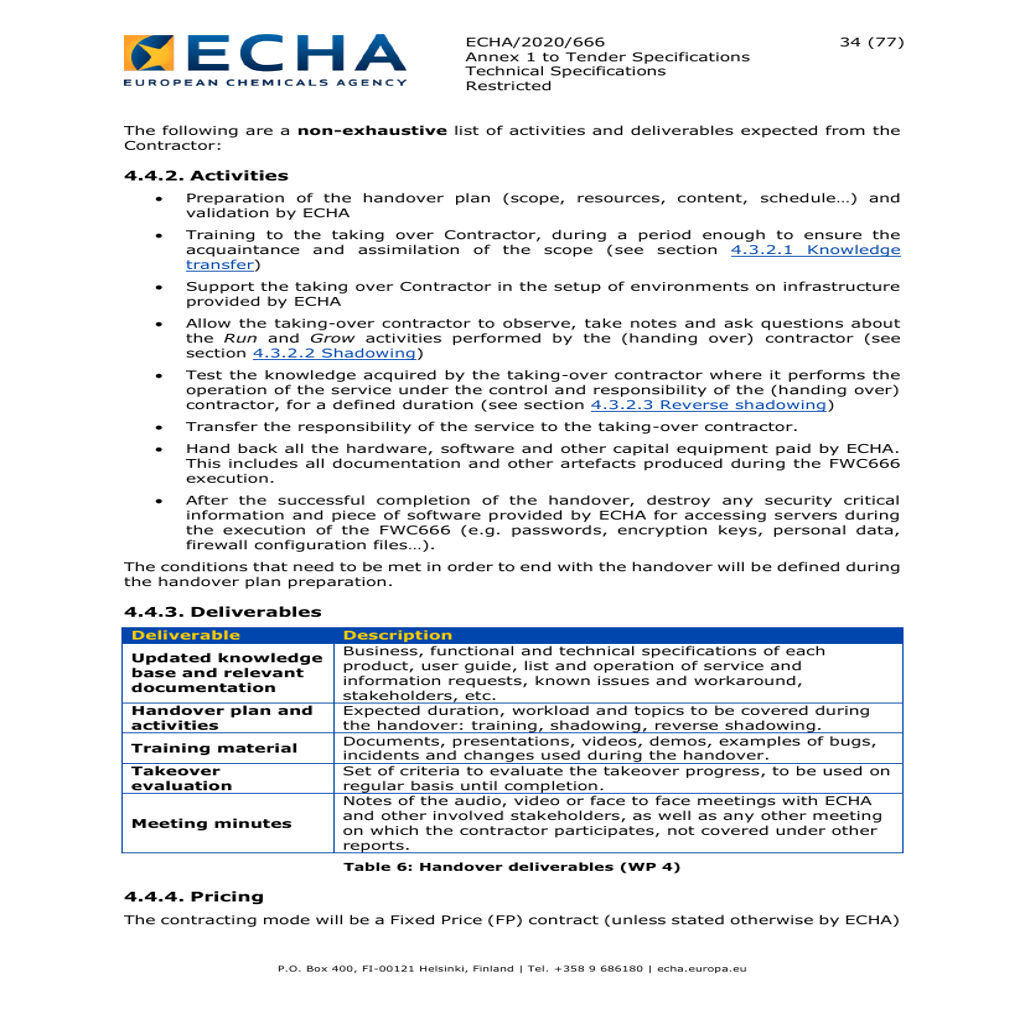 ECHA
EUROPEAN CHEMICALS AGENCY
ECHA/2020/666
Annex 1 to Tender Specifications
Technical Specifications
Restricted
34 (77)
The following are a non-exhaustive list of activities and deliverables expected from the
Contractor:
4.4.2. Activities
• Preparation of the handover plan (scope, resources, content, schedule…) and
validation by ECHA
• Training to the taking over Contractor, during a period enough to ensure the
acquaintance and assimilation of the scope (see section 4.3.2.1 Knowledge
transfer)
• Support the taking over Contractor in the setup of environments on infrastructure
provided by ECHA
• Allow the taking-over contractor to observe, take notes and ask questions about
the Run and Grow activities performed by the (handing over) contractor (see
section 4.3.2.2 Shadowing)
• Test the knowledge acquired by the taking-over contractor where it performs the
operation of the service under the control and responsibility of the (handing over)
contractor, for a defined duration (see section 4.3.2.3 Reverse shadowing)
• Transfer the responsibility of the service to the taking-over contractor.
• Hand back all the hardware, software and other capital equipment paid by ECHA.
This includes all documentation and other artefacts produced during the FWC666
execution.
• After the successful completion of the handover, destroy any security critical
information and piece of software provided by ECHA for accessing servers during
the execution of the FWC666 (e.g. passwords, encryption keys, personal data,
firewall configuration files…).
The conditions that need to be met in order to end with the handover will be defined during
the handover plan preparation.
4.4.3. Deliverables
Deliverable
Description
Updated knowledge
base and relevant
documentation
Business, functional and technical specifications of each
product, user guide, list and operation of service and
information requests, known issues and workaround,
stakeholders, etc.
Handover plan and
activities
Expected duration, workload and topics to be covered during
the handover: training, shadowing, reverse shadowing.
Training material
Documents, presentations, videos, demos, examples of bugs,
incidents and changes used during the handover.
Takeover
evaluation
Set of criteria to evaluate the takeover progress, to be used on
regular basis until completion.
Meeting minutes
Notes of the audio, video or face to face meetings with ECHA
and other involved stakeholders, as well as any other meeting
on which the contractor participates, not covered under other
reports.
Table 6: Handover deliverables (WP 4)
4.4.4. Pricing
The contracting mode will be a Fixed Price (FP) contract (unless stated otherwise by ECHA)
P.O. Box 400, FI-00121 Helsinki, Finland | Tel. +358 9 686180 | echa.europa.eu